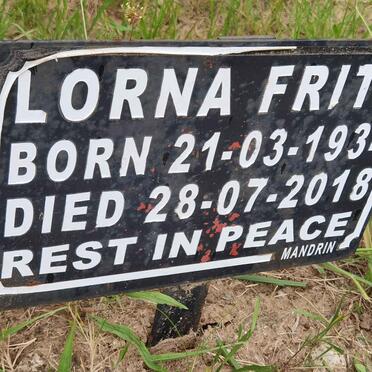 LORNA FRIT
BORN 21-03-193
DIED 28-07-2018
REST IN PEACE
MANDRIN